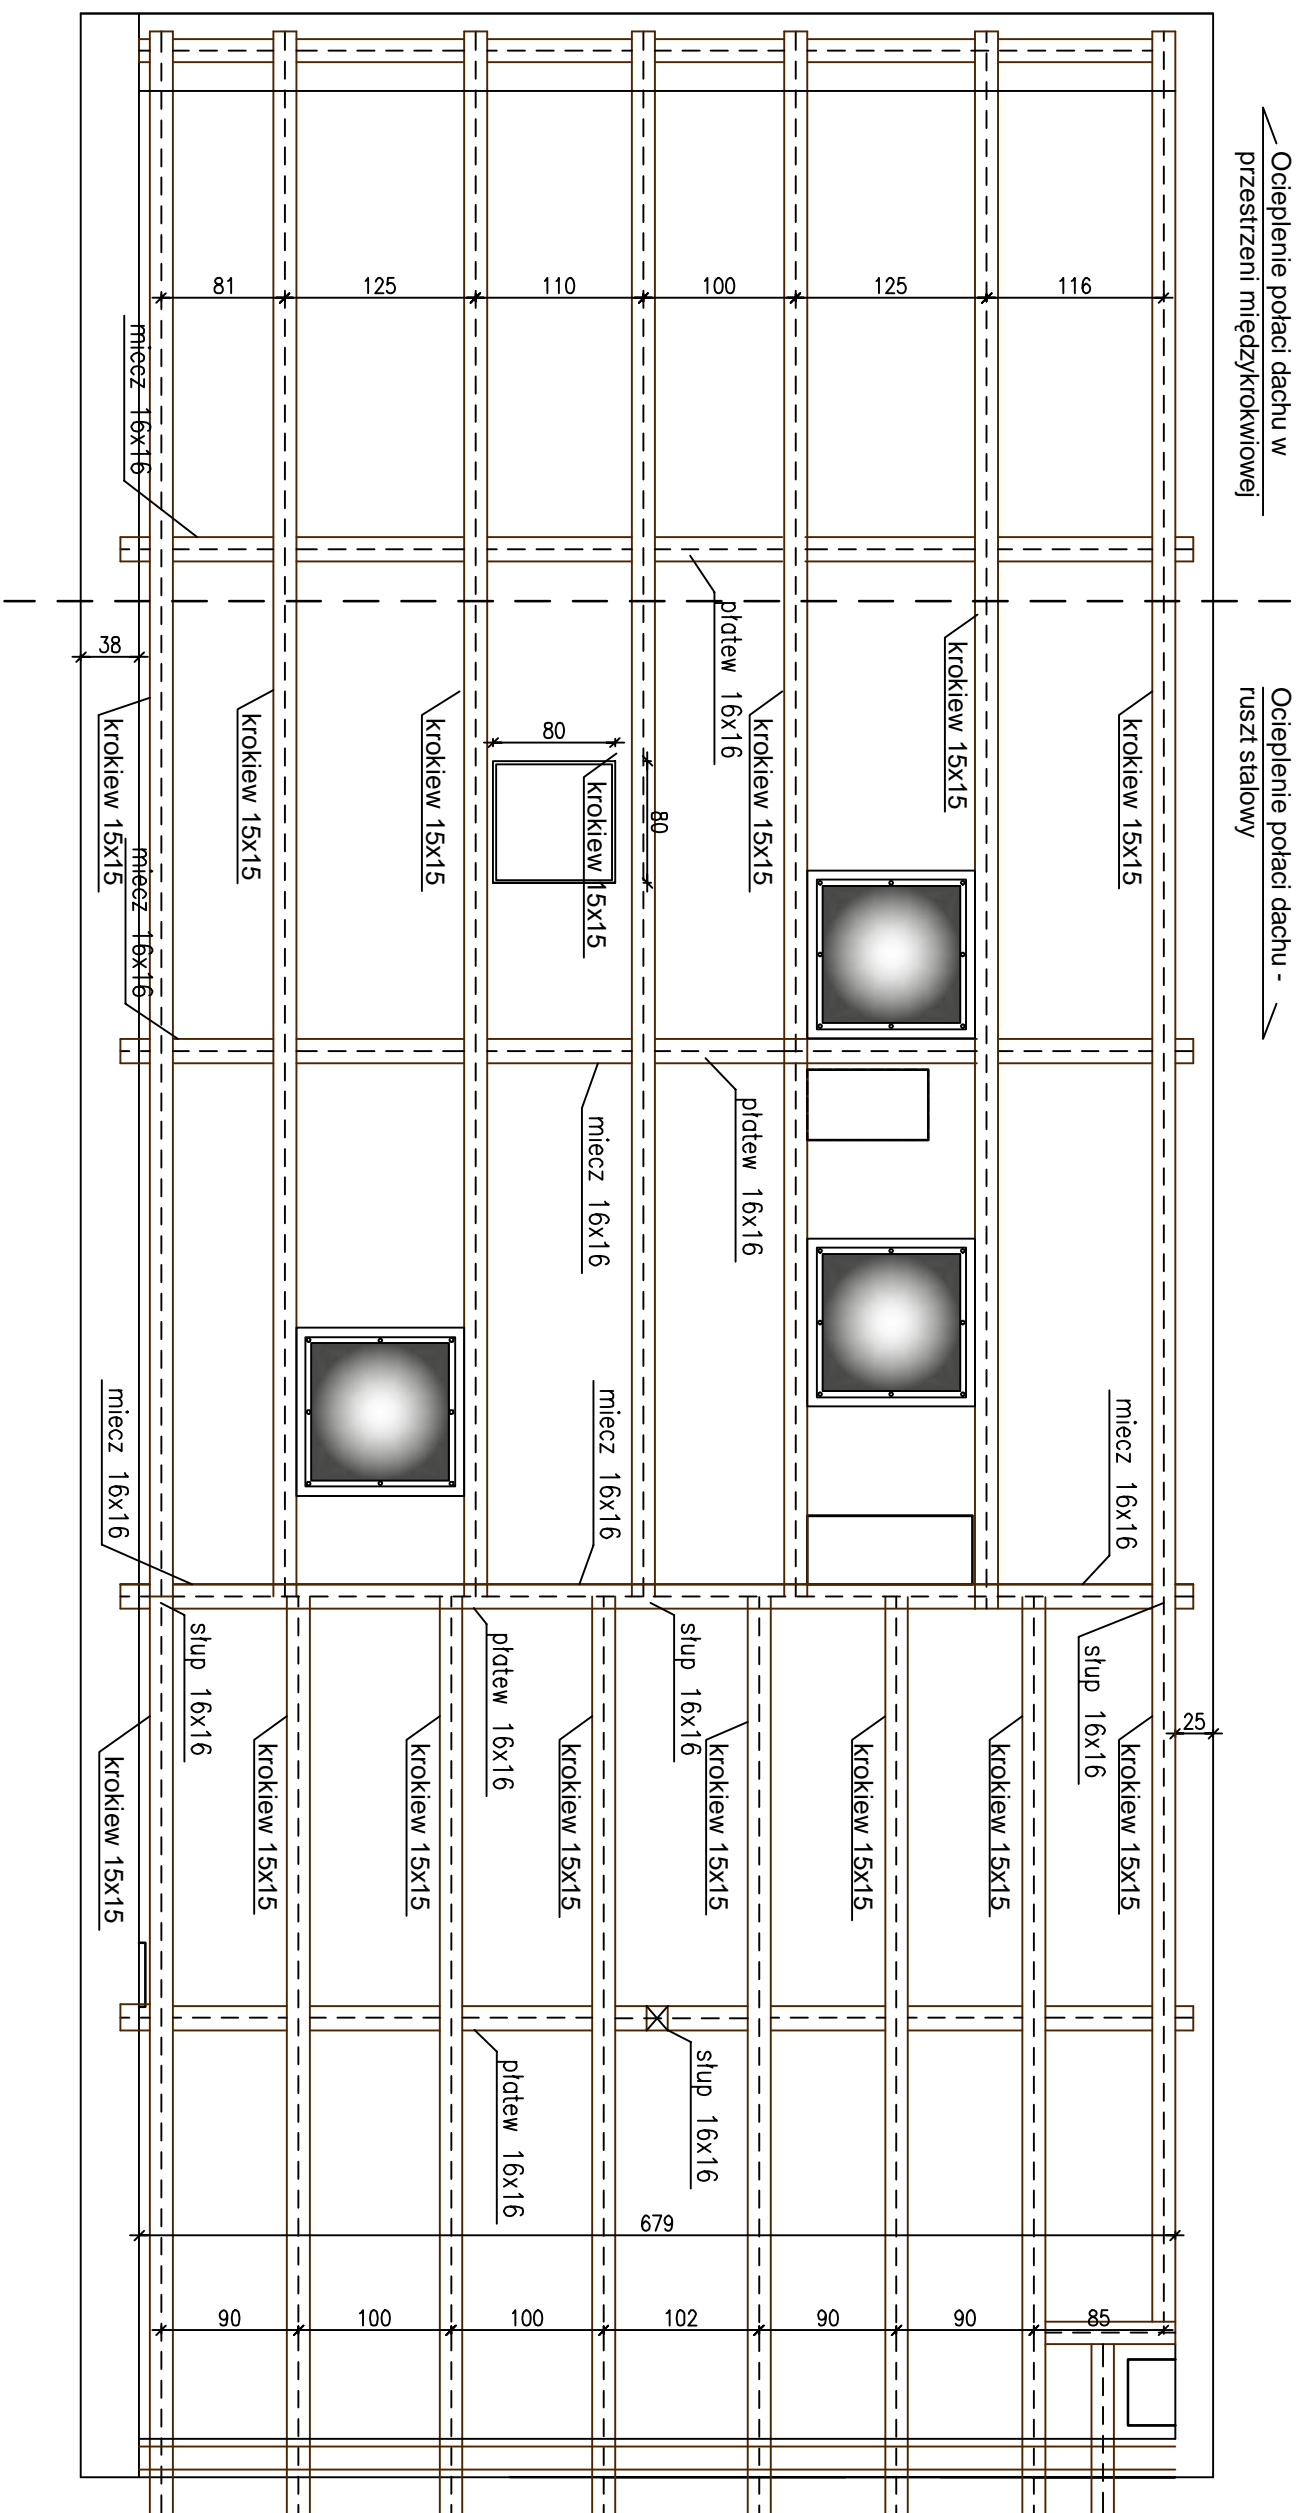 Ocieplenie połaci dachu w
przestrzeni międzykrokwiowej
Ocieplenie połaci dachu -
ruszt stalowy
81
125
110
100
125
116
miecz 16x16
płatew 16x16
38
krokiew 15x15
krokiew 15x15
krokiew 15x15
80
80
krokiew 15x15
krokiew 15x15
krokiew 15x15
krokiew 15x15
miecz 16x16
miecz 16x16
płatew 16x16
miecz 16x16
miecz 16x16
miecz 16x16
słup 16x16
płatew 16x16
słup 16x16
słup 16x16
25
krokiew 15x15
krokiew 15x15
krokiew 15x15
krokiew 15x15
krokiew 15x15
krokiew 15x15
krokiew 15x15
krokiew 15x15
płatew 16x16
słup 16x16
679
90
100
100
102
90
90
85